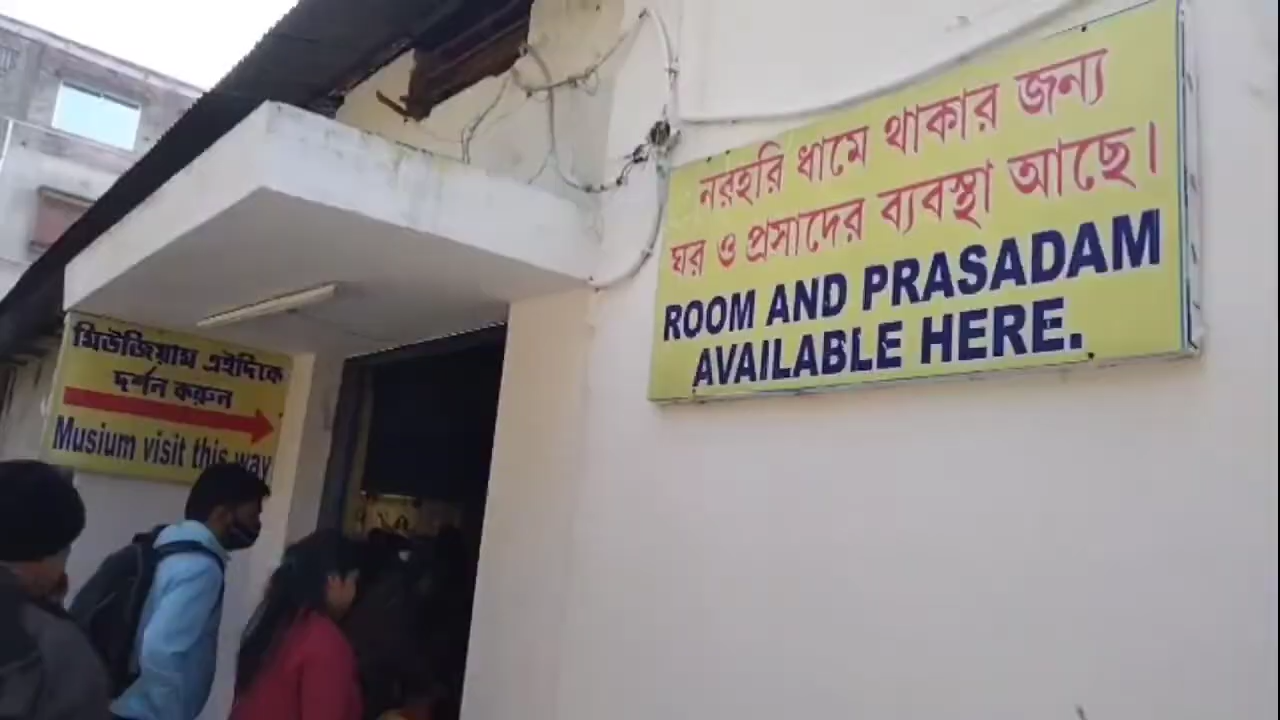 মিউজিয়াম এইদিকে
দর্শন করুন
Musium visit this way
নরহরি ধামে থাকার জন্য
ঘর ও প্রসাদের ব্যবস্থা আছে।
ROOM AND PRASADAM
AVAILABLE HERE.